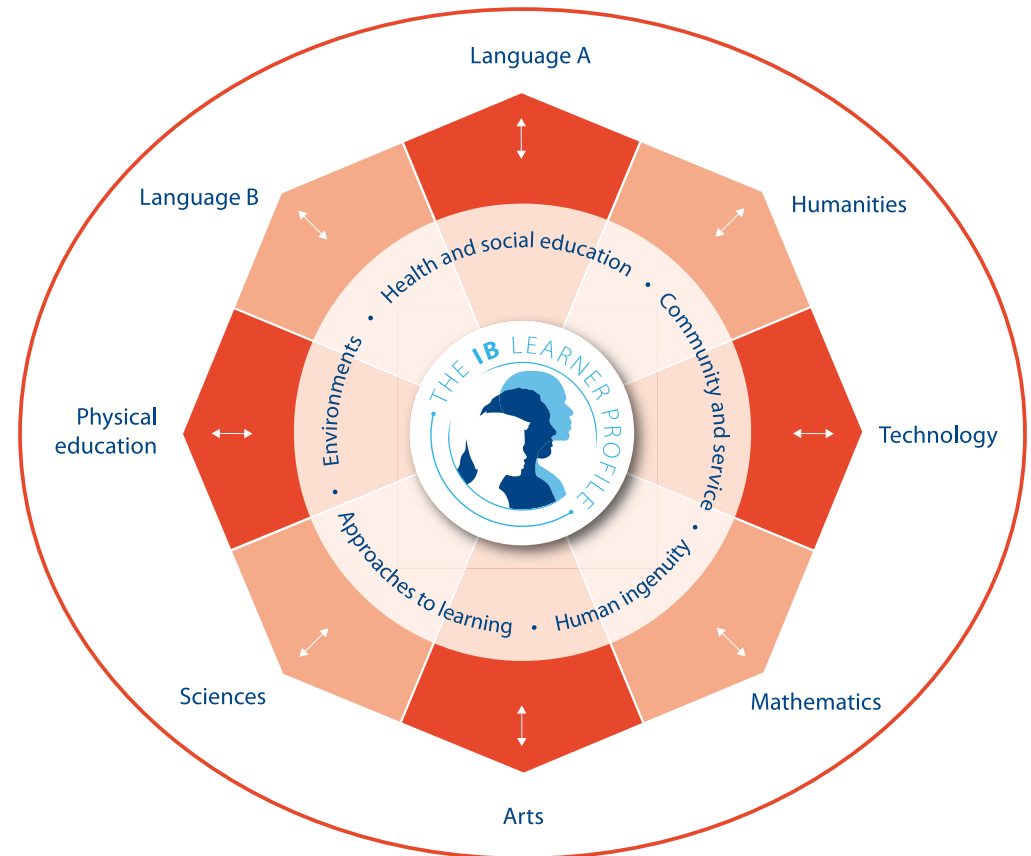 Language A
Language B
Humanities
Health and social education • Community and service • Human ingenuity • Approaches to learning • Environments •
THE IB LEARNER PROFILE
Physical
education
Technology
Sciences
Mathematics
Arts